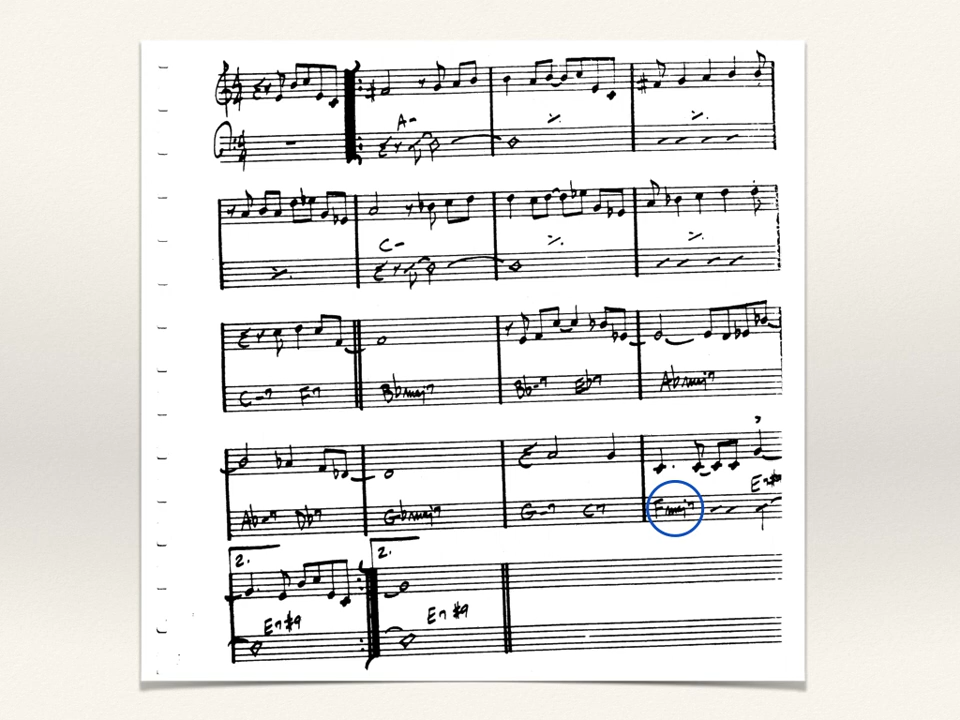 A-
C-
C-7 F7 Bbmaj7 Bb-7 Eb7 Abmaj7
Ab-7 Db7 Gbmaj7 G-7 C7 Fmaj7 E7#9
2. 2.
E7#9 E7#9